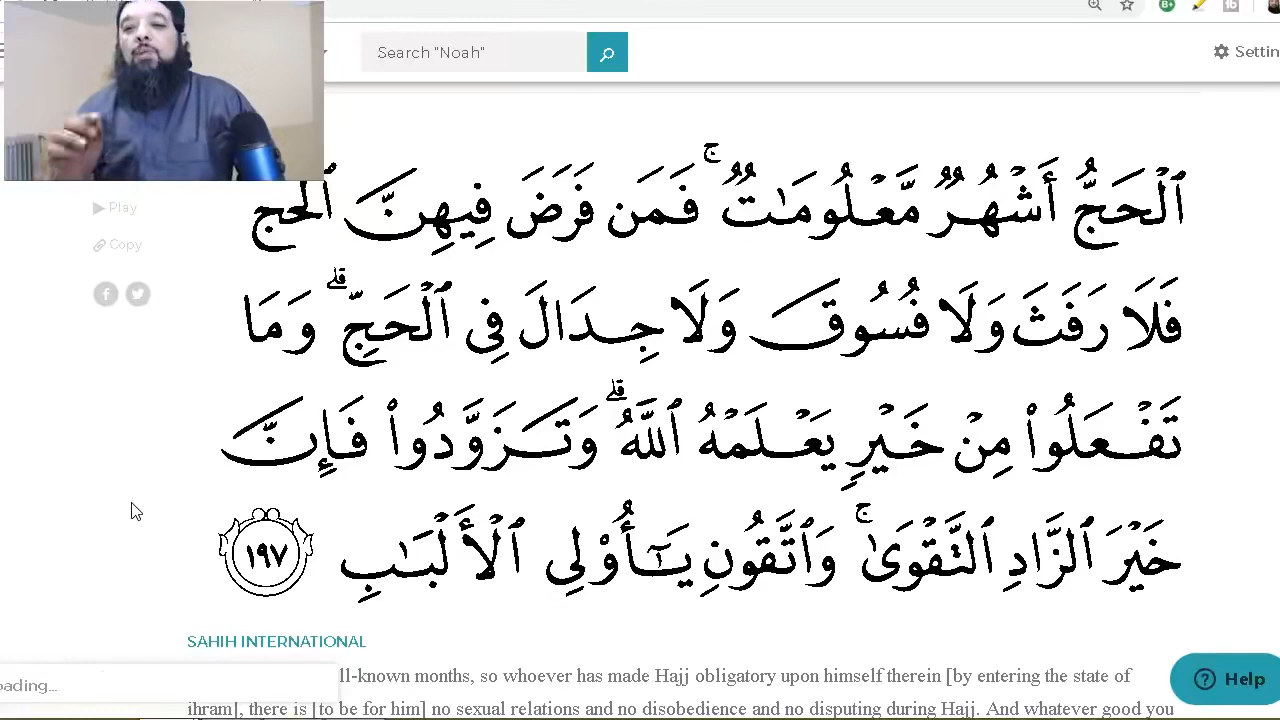 Search "Noah"
Settin
Play
Copy
ٱلْحَجُّ أَشْهُرٌ مَّعْلُومَـٰتٌ ۚ فَمَن فَرَضَ فِيهِنَّ ٱلْحَج
فَلَا رَفَثَ وَلَا فُسُوقَ وَلَا جِدَالَ فِى ٱلْحَجِّ ۗ وَمَا
تَفْعَلُوا۟ مِنْ خَيْرٍ يَعْلَمْهُ ٱللَّهُ ۗ وَتَزَوَّدُوا۟ فَإِنَّ
خَيْرَ ٱلزَّادِ ٱلتَّقْوَىٰ ۚ وَٱتَّقُونِ يَـٰٓأُو۟لِى ٱلْأَلْبَـٰبِ ١٩٧
SAHIH INTERNATIONAL
ll-known months, so whoever has made Hajj obligatory upon himself therein [by entering the state of
ihram], there is [to be for him] no sexual relations and no disobedience and no disputing during Hajj. And whatever good you
oading...
Help